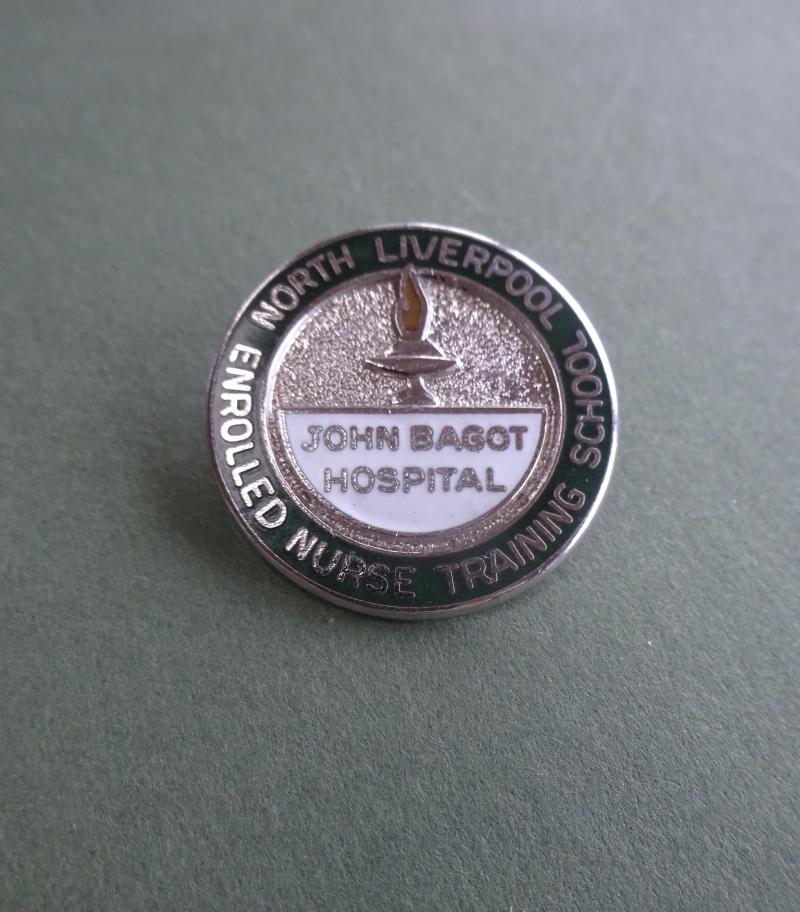 NORTH LIVERPOOL
ENROLLED NURSE TRAINING SCHOOL
JOHN BAGOT
HOSPITAL